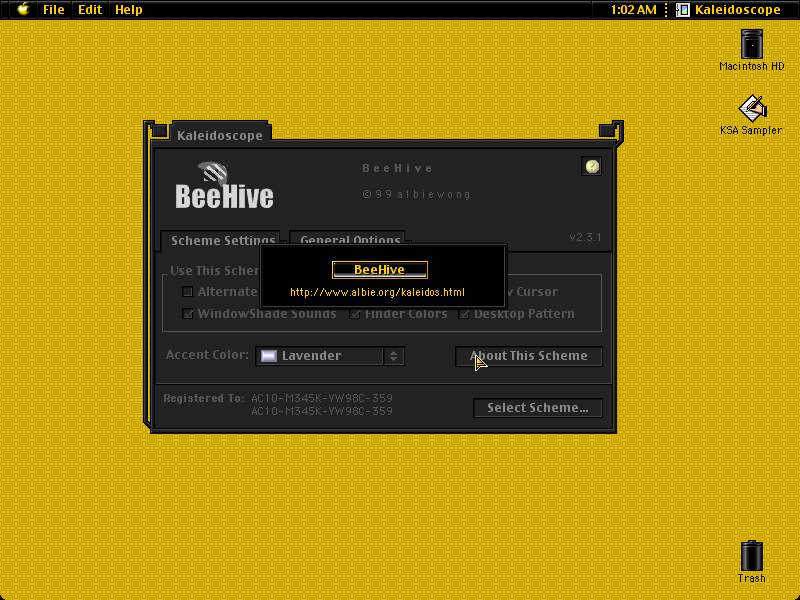 File Edit Help 1:02 AM Kaleidoscope
Macintosh HD
KSA Sampler
Kaleidoscope
BeeHive
BeeHive
©99albiewong
v2.3.1
Scheme Settings General Options
Use This Schem
BeeHive
http://www.albie.org/kaleidos.html
Alternate Cursor
WindowShade Sounds Finder Colors Desktop Pattern
Accent Color: Lavender About This Scheme
Registered To: AC10-M345K-YW98C-359
AC10-M345K-YW98C-359
Select Scheme...
Trash